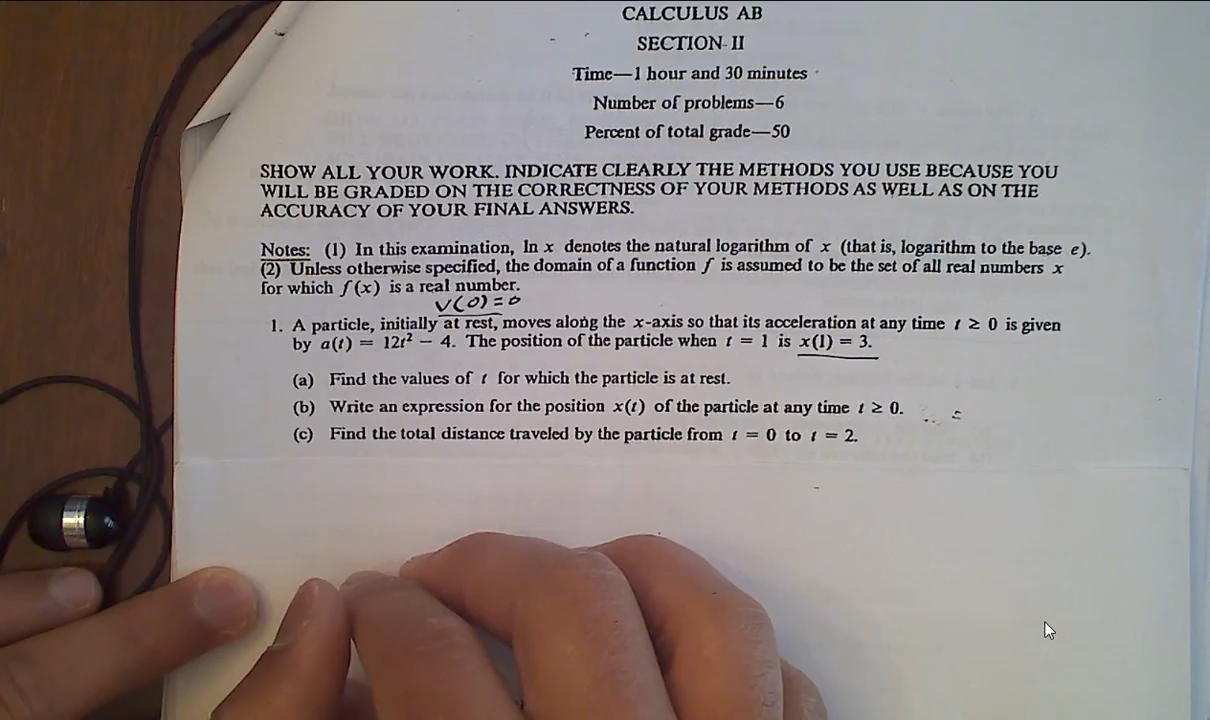 CALCULUS AB
SECTION II
Time—1 hour and 30 minutes
Number of problems—6
Percent of total grade—50
SHOW ALL YOUR WORK. INDICATE CLEARLY THE METHODS YOU USE BECAUSE YOU
WILL BE GRADED ON THE CORRECTNESS OF YOUR METHODS AS WELL AS ON THE
ACCURACY OF YOUR FINAL ANSWERS.
Notes: (1) In this examination, ln x denotes the natural logarithm of x (that is, logarithm to the base e).
(2) Unless otherwise specified, the domain of a function f is assumed to be the set of all real numbers x
for which f(x) is a real number.
v(0)=0
1. A particle, initially at rest, moves along the x-axis so that its acceleration at any time t ≥ 0 is given
by a(t) = 12t² − 4. The position of the particle when t = 1 is x(1) = 3.
(a) Find the values of t for which the particle is at rest.
(b) Write an expression for the position x(t) of the particle at any time t ≥ 0.
(c) Find the total distance traveled by the particle from t = 0 to t = 2.